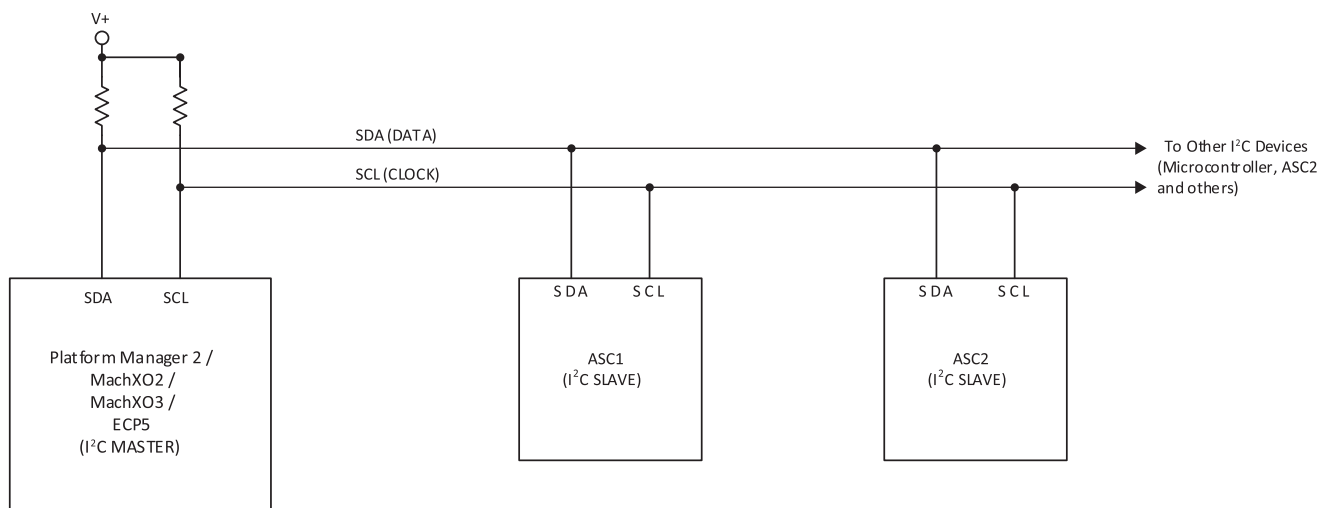 V+
SDA (DATA)
SCL (CLOCK)
To Other I²C Devices
(Microcontroller, ASC2
and others)
SDA SCL
Platform Manager 2 /
MachXO2 /
MachXO3 /
ECP5
(I²C MASTER)
SDA SCL
ASC1
(I²C SLAVE)
SDA SCL
ASC2
(I²C SLAVE)